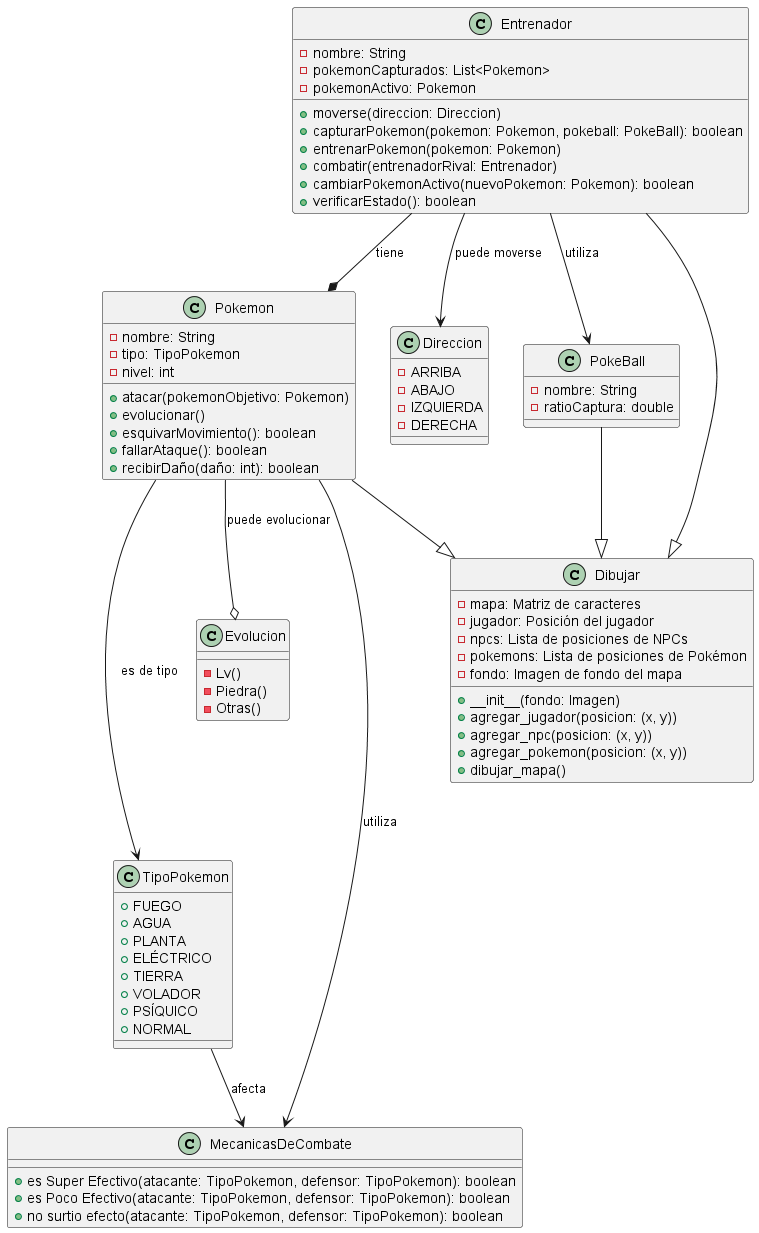 C Entrenador
nombre: String
pokemonCapturados: List<Pokemon>
pokemonActivo: Pokemon
moverse(direccion: Direccion)
capturarPokemon(pokemon: Pokemon, pokeball: PokeBall): boolean
entrenarPokemon(pokemon: Pokemon)
combatir(entrenadorRival: Entrenador)
cambiarPokemonActivo(nuevoPokemon: Pokemon): boolean
verificarEstado(): boolean
tiene
puede moverse
utiliza
C Pokemon
nombre: String
tipo: TipoPokemon
nivel: int
atacar(pokemonObjetivo: Pokemon)
evolucionar()
esquivarMovimiento(): boolean
fallarAtaque(): boolean
recibirDaño(daño: int): boolean
C Direccion
ARRIBA
ABAJO
IZQUIERDA
DERECHA
C PokeBall
nombre: String
ratioCaptura: double
puede evolucionar
C Dibujar
mapa: Matriz de caracteres
jugador: Posición del jugador
npcs: Lista de posiciones de NPCs
pokemons: Lista de posiciones de Pokémon
fondo: Imagen de fondo del mapa
__init__(fondo: Imagen)
agregar_jugador(posicion: (x, y))
agregar_npc(posicion: (x, y))
agregar_pokemon(posicion: (x, y))
dibujar_mapa()
C Evolucion
Lv()
Piedra()
Otras()
es de tipo
utiliza
C TipoPokemon
FUEGO
AGUA
PLANTA
ELÉCTRICO
TIERRA
VOLADOR
PSÍQUICO
NORMAL
afecta
C MecanicasDeCombate
es Super Efectivo(atacante: TipoPokemon, defensor: TipoPokemon): boolean
es Poco Efectivo(atacante: TipoPokemon, defensor: TipoPokemon): boolean
no surtio efecto(atacante: TipoPokemon, defensor: TipoPokemon): boolean